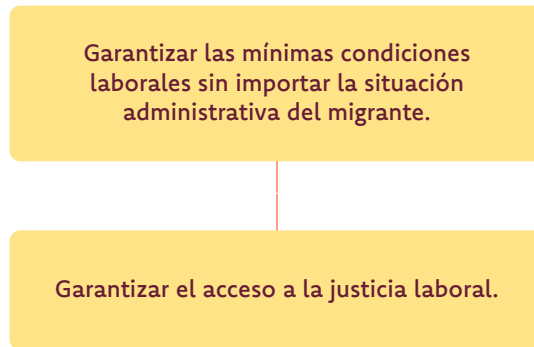 Garantizar las mínimas condiciones
laborales sin importar la situación
administrativa del migrante.
Garantizar el acceso a la justicia laboral.